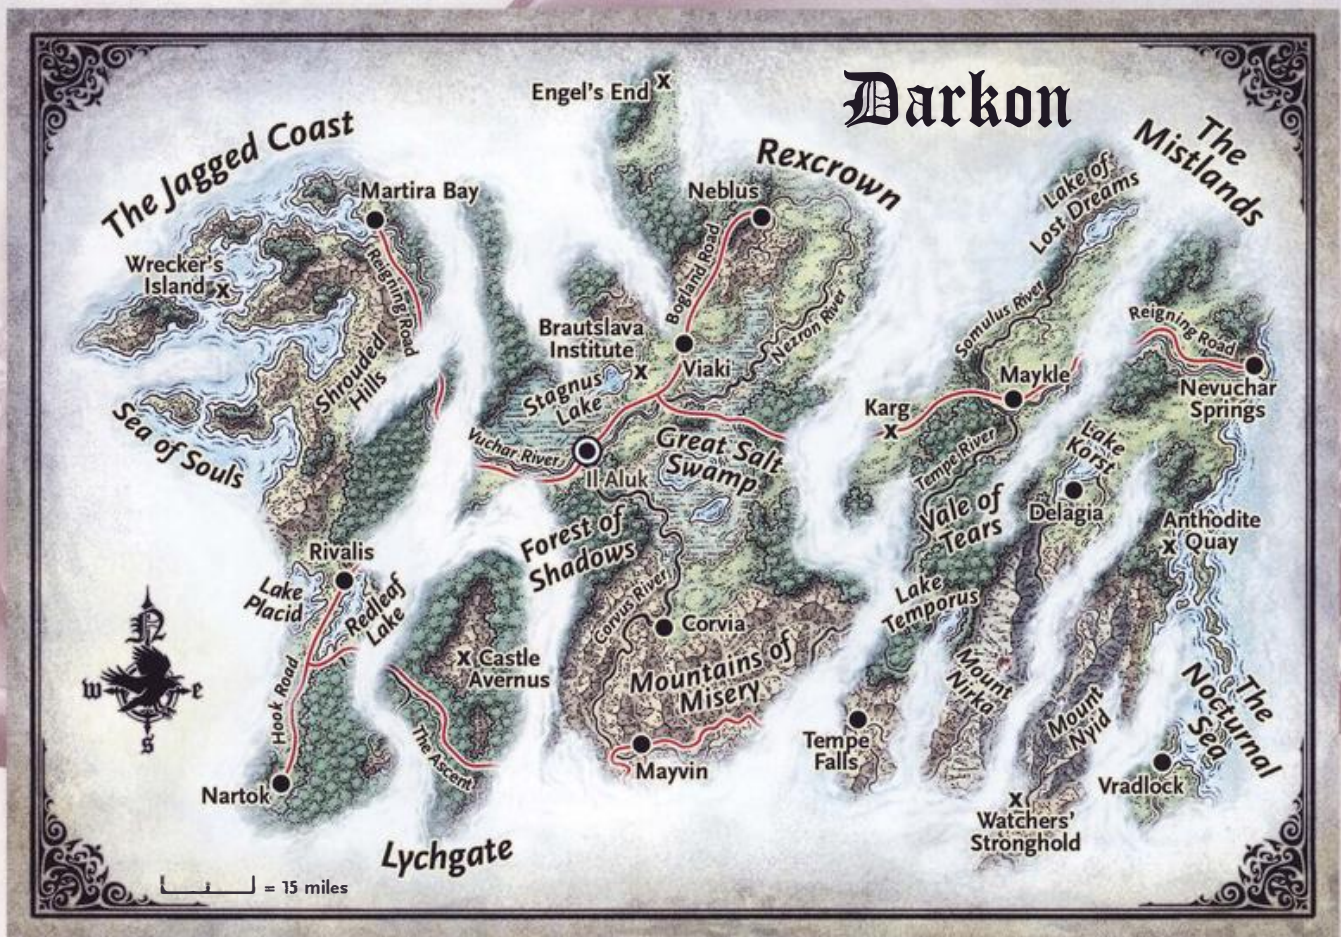 Darkon
Engel's End
The Jagged Coast
Rexcrown
The
Mistlands
Martira Bay
Neblus
Lake of
Lost Dreams
Wrecker's
Island
Reigning Road
Bogland Road
Nezron River
Somulus River
Reigning Road
Brautslava
Institute
Viaki
Shrouded
Hills
Stagnus
Lake
Maykle
Nevuchar
Springs
Karg
Sea of Souls
Vuchar River
Il Aluk
Great Salt
Swamp
Tempe River
Lake
Korst
Delagia
Vale of
Tears
Anthodite
Quay
Forest of
Shadows
Rivalis
Lake
Placid
Redleaf
Lake
Corvus River
Corvia
Lake
Temporus
N
w
e
s
Castle
Avernus
Mountains of
Misery
Mount
Nirka
Mount
Nyid
The
Nocturnal
Sea
Hook Road
The Ascent
Tempe
Falls
Mayvin
Vradlock
Nartok
Watchers'
Stronghold
Lychgate
= 15 miles